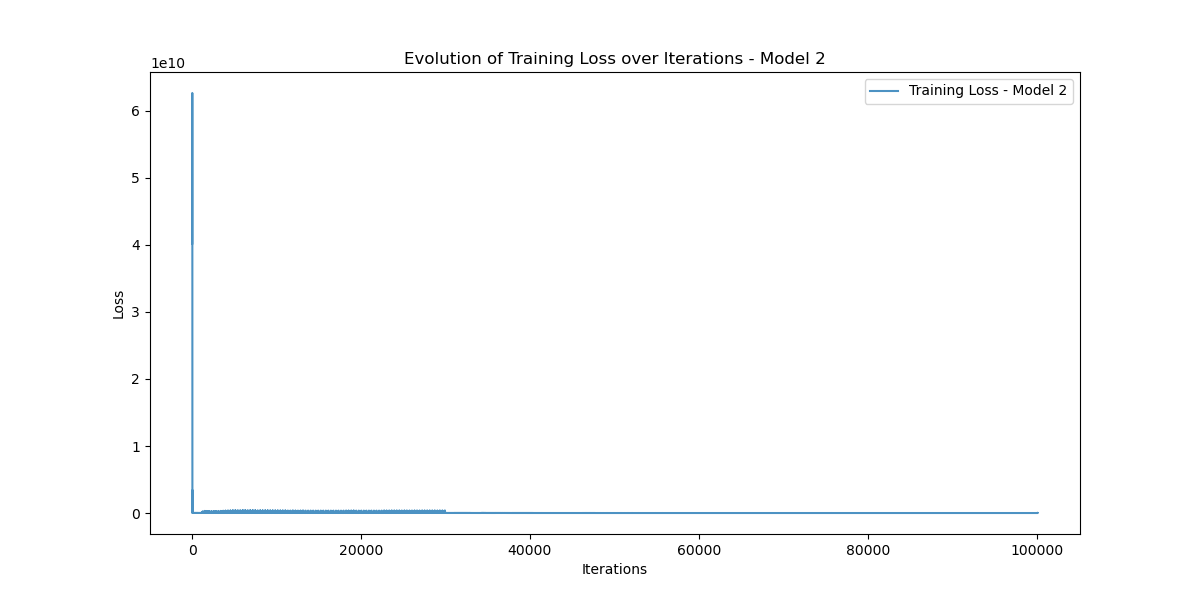 Evolution of Training Loss over Iterations - Model 2
1e10
Training Loss - Model 2
6
5
4
3
2
1
0
Loss
0 20000 40000 60000 80000 100000
Iterations